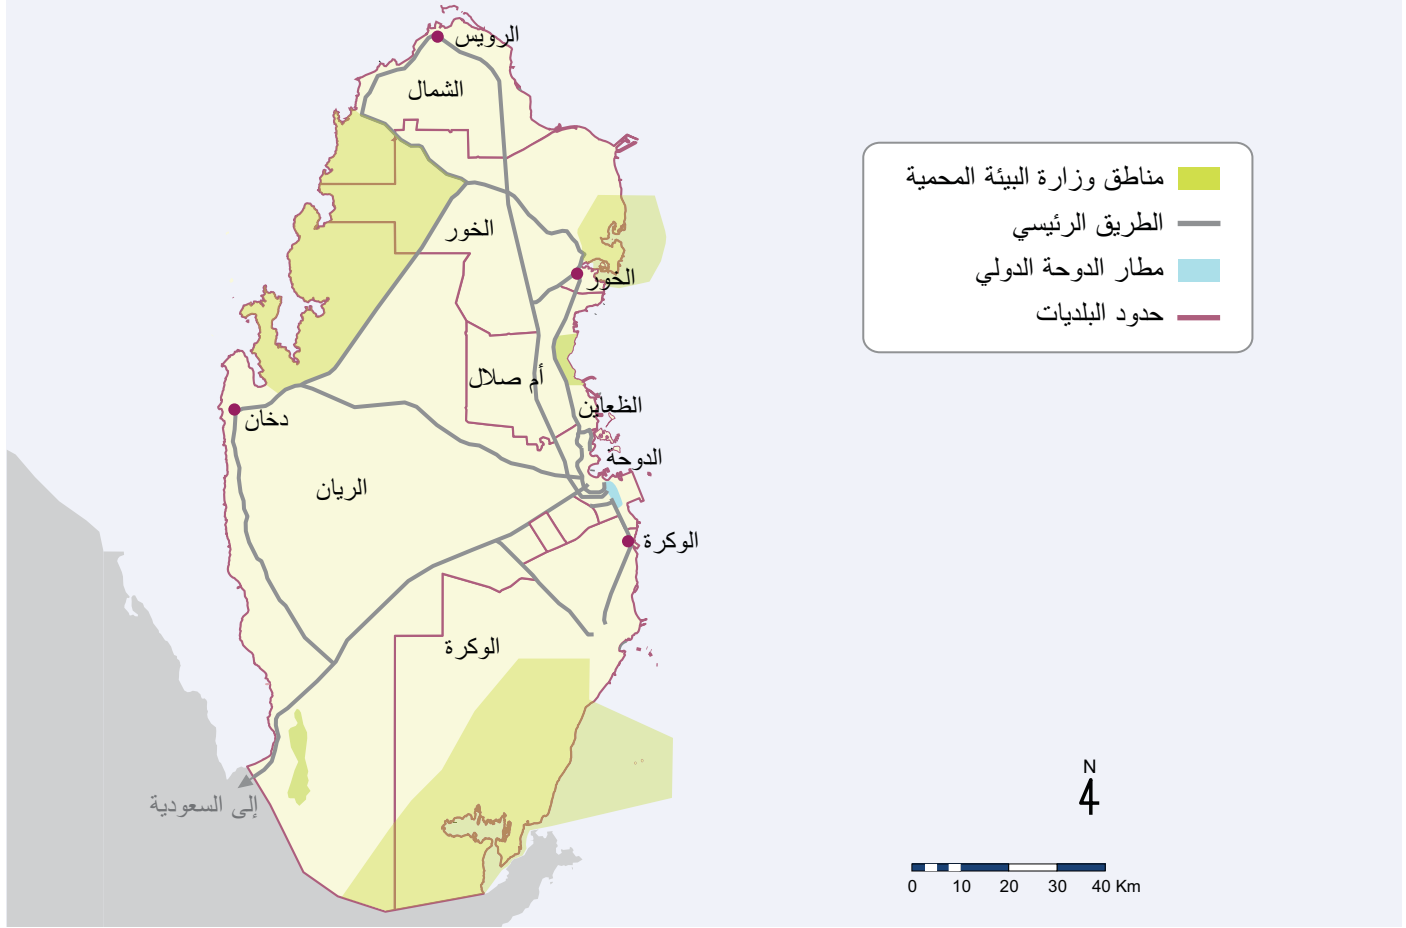 الرويس
الشمال
الخور
الخور
أم صلال
الظعاين
دخان
الدوحة
الريان
الوكرة
الوكرة
إلى السعودية
مناطق وزارة البيئة المحمية
الطريق الرئيسي
مطار الدوحة الدولي
حدود البلديات
N
0 10 20 30 40 Km